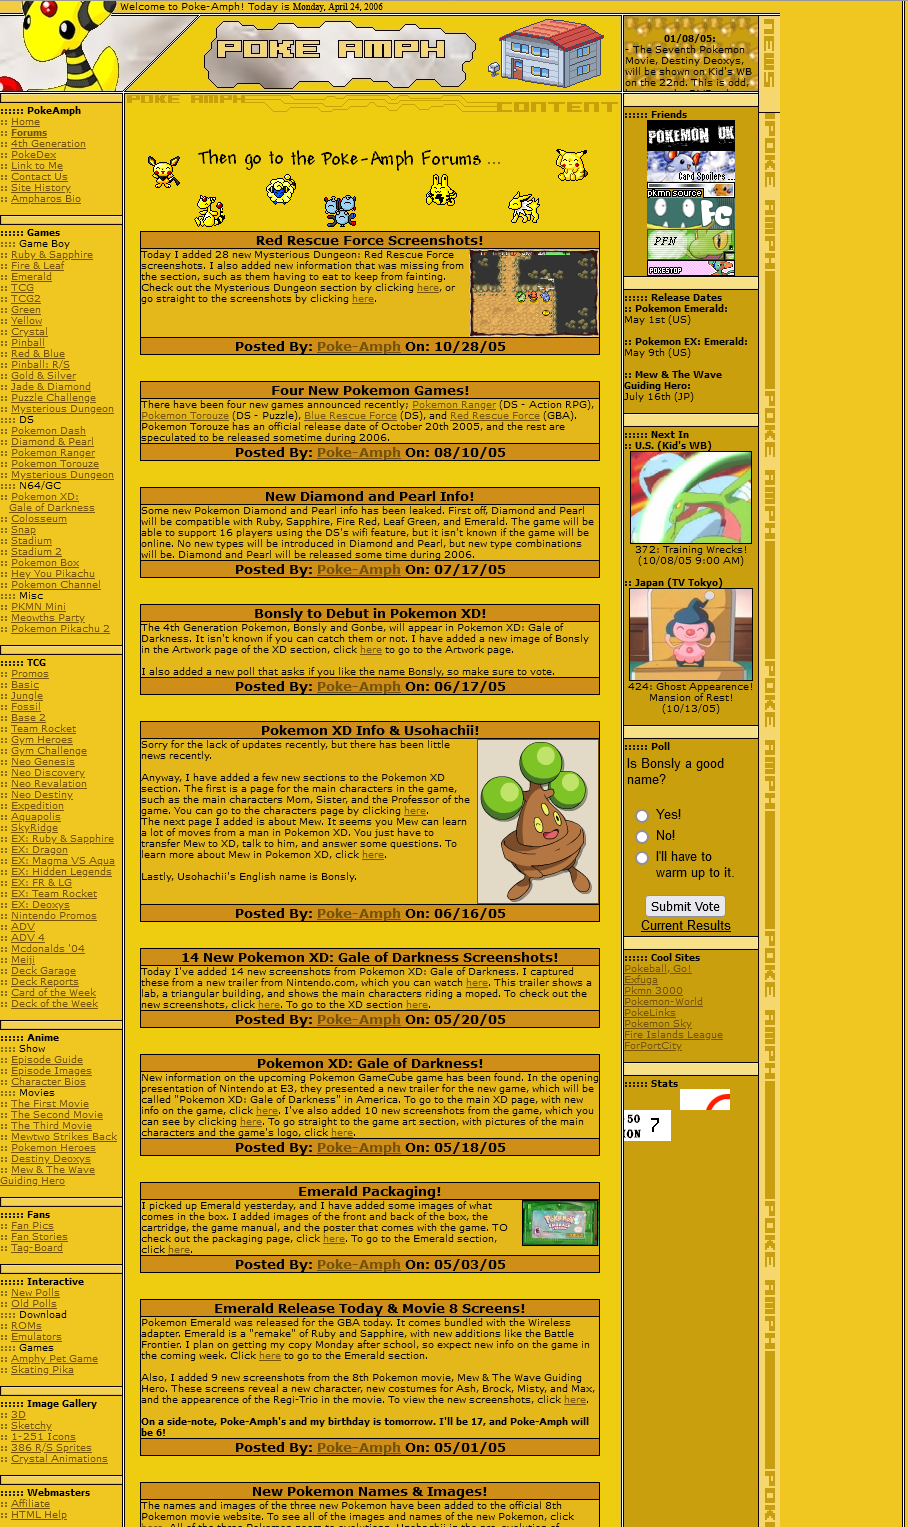 Welcome to Poke-Amph! Today is Monday, April 24, 2006
POKE AMPH
01/08/05:
- The Seventh Pokemon
Movie, Destiny Deoxys,
will be shown on Kid's WB
on the 22nd. This is odd,
NEWS
:::::: PokeAmph
:: Home
:: Forums
:: 4th Generation
:: PokeDex
:: Link to Me
:: Contact Us
:: Site History
:: Ampharos Bio
:::::: Games
:::: Game Boy
:: Ruby & Sapphire
:: Fire & Leaf
:: Emerald
:: TCG
:: TCG2
:: Green
:: Yellow
:: Crystal
:: Pinball
:: Red & Blue
:: Pinball: R/S
:: Gold & Silver
:: Jade & Diamond
:: Puzzle Challenge
:: Mysterious Dungeon
:::: DS
:: Pokemon Dash
:: Diamond & Pearl
:: Pokemon Ranger
:: Pokemon Torouze
:: Mysterious Dungeon
:::: N64/GC
:: Pokemon XD:
Gale of Darkness
:: Colosseum
:: Snap
:: Stadium
:: Stadium 2
:: Pokemon Box
:: Hey You Pikachu
:: Pokemon Channel
:::: Misc
:: PKMN Mini
:: Meowths Party
:: Pokemon Pikachu 2
:::::: TCG
:: Promos
:: Basic
:: Jungle
:: Fossil
:: Base 2
:: Team Rocket
:: Gym Heroes
:: Gym Challenge
:: Neo Genesis
:: Neo Discovery
:: Neo Revalation
:: Neo Destiny
:: Expedition
:: Aquapolis
:: SkyRidge
:: EX: Ruby & Sapphire
:: EX: Dragon
:: EX: Magma VS Aqua
:: EX: Hidden Legends
:: EX: FR & LG
:: EX: Team Rocket
:: EX: Deoxys
:: Nintendo Promos
:: ADV
:: ADV 4
:: Mcdonalds '04
:: Meiji
:: Deck Garage
:: Deck Reports
:: Card of the Week
:: Deck of the Week
:::::: Anime
:::: Show
:: Episode Guide
:: Episode Images
:: Character Bios
:::: Movies
:: The First Movie
:: The Second Movie
:: The Third Movie
:: Mewtwo Strikes Back
:: Pokemon Heroes
:: Destiny Deoxys
:: Mew & The Wave
Guiding Hero
:::::: Fans
:: Fan Pics
:: Fan Stories
:: Tag-Board
:::::: Interactive
:: New Polls
:: Old Polls
:::: Download
:: ROMs
:: Emulators
:::: Games
:: Amphy Pet Game
:: Skating Pika
:::::: Image Gallery
:: 3D
:: Sketchy
:: 1-251 Icons
:: 386 R/S Sprites
:: Crystal Animations
:::::: Webmasters
:: Affiliate
:: HTML Help
POKE AMPH
CONTENT
Then go to the Poke-Amph Forums ...
Red Rescue Force Screenshots!
Today I added 28 new Mysterious Dungeon: Red Rescue Force
screenshots. I also added new information that was missing from
the section, such as them having to eat to keep from fainting.
Check out the Mysterious Dungeon section by clicking here, or
go straight to the screenshots by clicking here.
Posted By: Poke-Amph On: 10/28/05
Four New Pokemon Games!
There have been four new games announced recently; Pokemon Ranger (DS - Action RPG),
Pokemon Torouze (DS - Puzzle), Blue Rescue Force (DS), and Red Rescue Force (GBA).
Pokemon Torouze has an official release date of October 20th 2005, and the rest are
speculated to be released sometime during 2006.
Posted By: Poke-Amph On: 08/10/05
New Diamond and Pearl Info!
Some new Pokemon Diamond and Pearl info has been leaked. First off, Diamond and Pearl
will be compatible with Ruby, Sapphire, Fire Red, Leaf Green, and Emerald. The game will be
able to support 16 players using the DS's wifi feature, but it isn't known if the game will be
online. No new types will be introduced in Diamond and Pearl, but new type combinations
will be. Diamond and Pearl will be released some time during 2006.
Posted By: Poke-Amph On: 07/17/05
Bonsly to Debut in Pokemon XD!
The 4th Generation Pokemon, Bonsly and Gonbe, will appear in Pokemon XD: Gale of
Darkness. It isn't known if you can catch them or not. I have added a new image of Bonsly
in the Artwork page of the XD section, click here to go to the Artwork page.
I also added a new poll that asks if you like the name Bonsly, so make sure to vote.
Posted By: Poke-Amph On: 06/17/05
Pokemon XD Info & Usohachii!
Sorry for the lack of updates recently, but there has been little
news recently.
Anyway, I have added a few new sections to the Pokemon XD
section. The first is a page for the main characters in the game,
such as the main characters Mom, Sister, and the Professor of the
game. You can go to the characters page by clicking here.
The next page I added is about Mew. It seems you Mew can learn
a lot of moves from a man in Pokemon XD. You just have to
transfer Mew to XD, talk to him, and answer some questions. To
learn more about Mew in Pokemon XD, click here.
Lastly, Usohachii's English name is Bonsly.
Posted By: Poke-Amph On: 06/16/05
14 New Pokemon XD: Gale of Darkness Screenshots!
Today I've added 14 new screenshots from Pokemon XD: Gale of Darkness. I captured
these from a new trailer from Nintendo.com, which you can watch here. This trailer shows a
lab, a triangular building, and shows the main characters riding a moped. To check out the
new screenshots, click here. To go to the XD section here.
Posted By: Poke-Amph On: 05/20/05
Pokemon XD: Gale of Darkness!
New information on the upcoming Pokemon GameCube game has been found. In the opening
presentation of Nintendo at E3, they presented a new trailer for the new game, which will be
called "Pokemon XD: Gale of Darkness" in America. To go to the main XD page, with new
info on the game, click here. I've also added 10 new screenshots from the game, which you
can see by clicking here. To go straight to the game art section, with pictures of the main
characters and the game's logo, click here.
Posted By: Poke-Amph On: 05/18/05
Emerald Packaging!
I picked up Emerald yesterday, and I have some images of what
comes in the box. I added images of the front and back of the box, the
cartridge, the game manual, and the poster that comes with the game. TO
check out the packaging page, click here. To go to the Emerald section,
click here.
Posted By: Poke-Amph On: 05/03/05
Emerald Release Today & Movie 8 Screens!
Pokemon Emerald was released for the GBA today. It comes bundled with the Wireless
adapter. Emerald is a "remake" of Ruby and Sapphire, with new additions like the Battle
Frontier. I plan on getting my copy Monday after school, so expect new info on the game in
the coming week. Click here to go to the Emerald section.
Also, I added 9 new screenshots from the 8th Pokemon movie, Mew & The Wave Guiding
Hero. These screens reveal a new character, new costumes for Ash, Brock, Misty, and Max,
and the appearence of the Regi-Trio in the movie. To view the new screenshots, click here.
On a side-note, Poke-Amph's and my birthday is tomorrow. I'll be 17, and Poke-Amph will
be 6!
Posted By: Poke-Amph On: 05/01/05
New Pokemon Names & Images!
The names and images of the three new Pokemon have been added to the official 8th
Pokemon movie website. To see all of the images and names of the new Pokemon, click
:::::: Friends
POKEMON UK
Card Spoilers ...
pkmn source
FC
PFN
POKESTOP
:::::: Release Dates
:: Pokemon Emerald:
May 1st (US)
:: Pokemon EX: Emerald:
May 9th (US)
:: Mew & The Wave
Guiding Hero:
July 16th (JP)
:::::: Next In
:: U.S. (Kid's WB)
372: Training Wrecks!
(10/08/05 9:00 AM)
:: Japan (TV Tokyo)
424: Ghost Appearence!
Mansion of Rest!
(10/13/05)
:::::: Poll
Is Bonsly a good
name?
Yes!
No!
I'll have to
warm up to it.
Submit Vote
Current Results
:::::: Cool Sites
Pokeball, Go!
Exfuga
Pkmn 3000
Pokemon-World
PokeLinks
Pokemon Sky
Fire Islands League
ForPortCity
:::::: Stats
50
ION 7
POKE AMPH
POKE AMPH
POKE AMPH
POKE AMPH
POKE AMPH
POKE